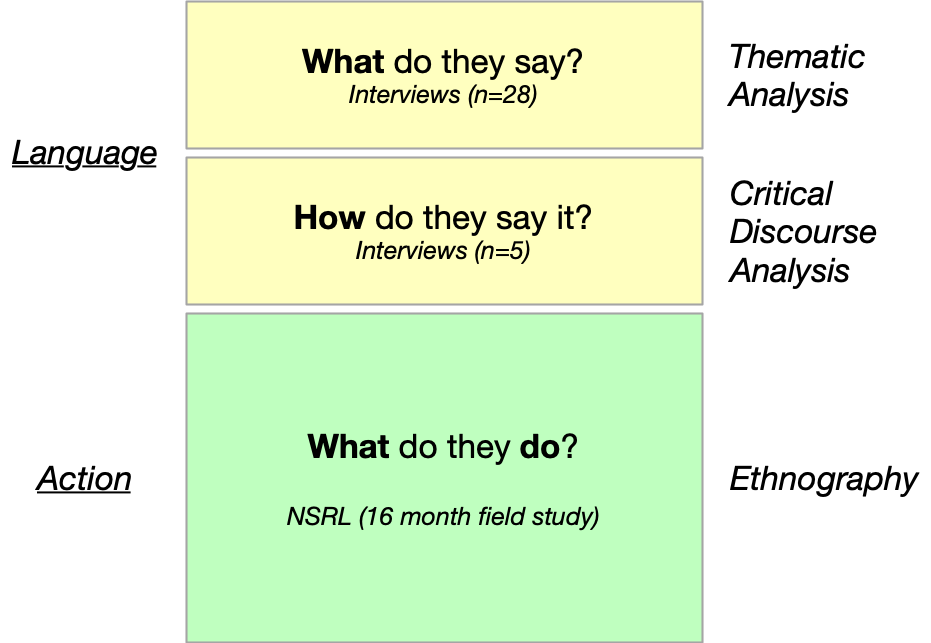 What do they say?
Interviews (n=28)
Thematic
Analysis
Language
How do they say it?
Interviews (n=5)
Critical
Discourse
Analysis
What do they do?
NSRL (16 month field study)
Action
Ethnography